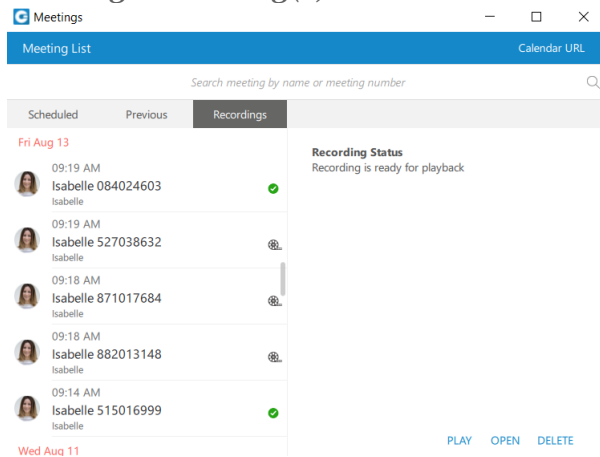 Meetings
Meeting List
Calendar URL
Search meeting by name or meeting number
Scheduled Previous Recordings
Fri Aug 13
09:19 AM
Isabelle 084024603
Isabelle
09:19 AM
Isabelle 527038632
Isabelle
09:18 AM
Isabelle 871017684
Isabelle
09:18 AM
Isabelle 882013148
Isabelle
09:14 AM
Isabelle 515016999
Isabelle
Wed Aug 11
Recording Status
Recording is ready for playback
PLAY OPEN DELETE